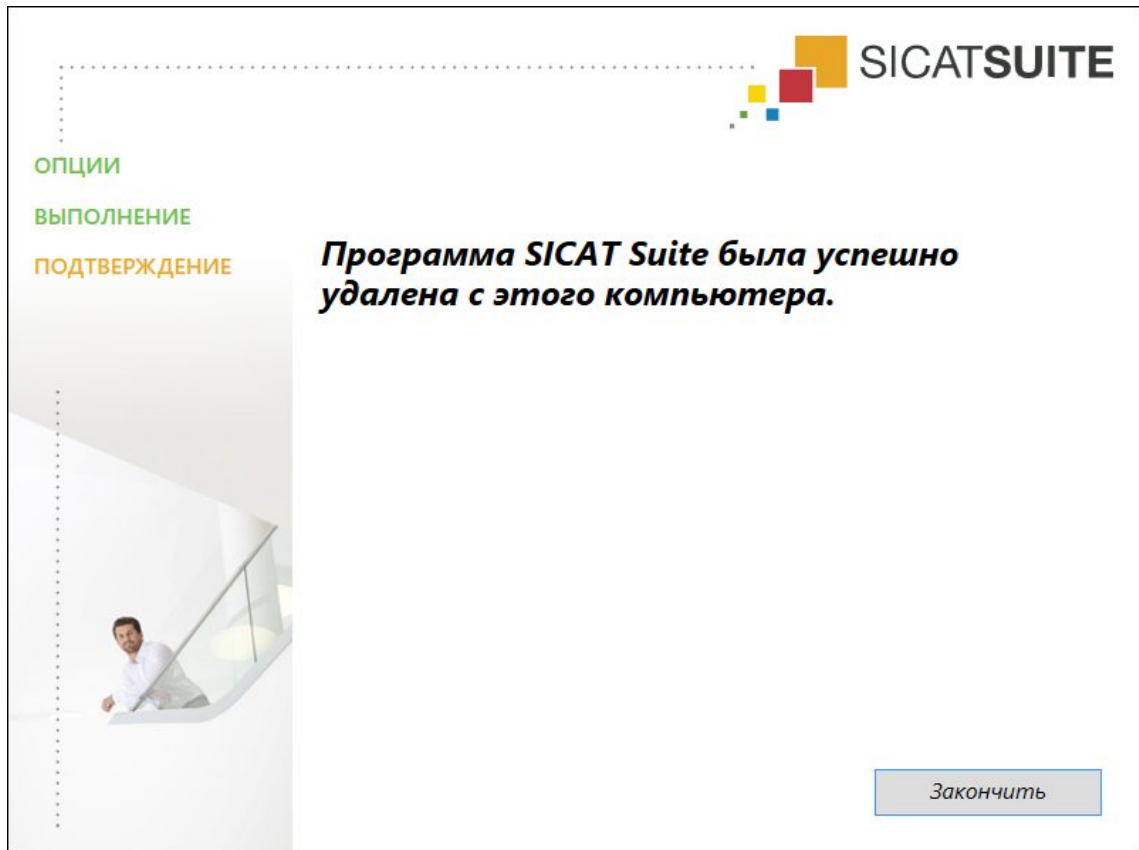 SICATSUITE
ОПЦИИ
ВЫПОЛНЕНИЕ
ПОДТВЕРЖДЕНИЕ
Программа SICAT Suite была успешно
удалена с этого компьютера.
Закончить